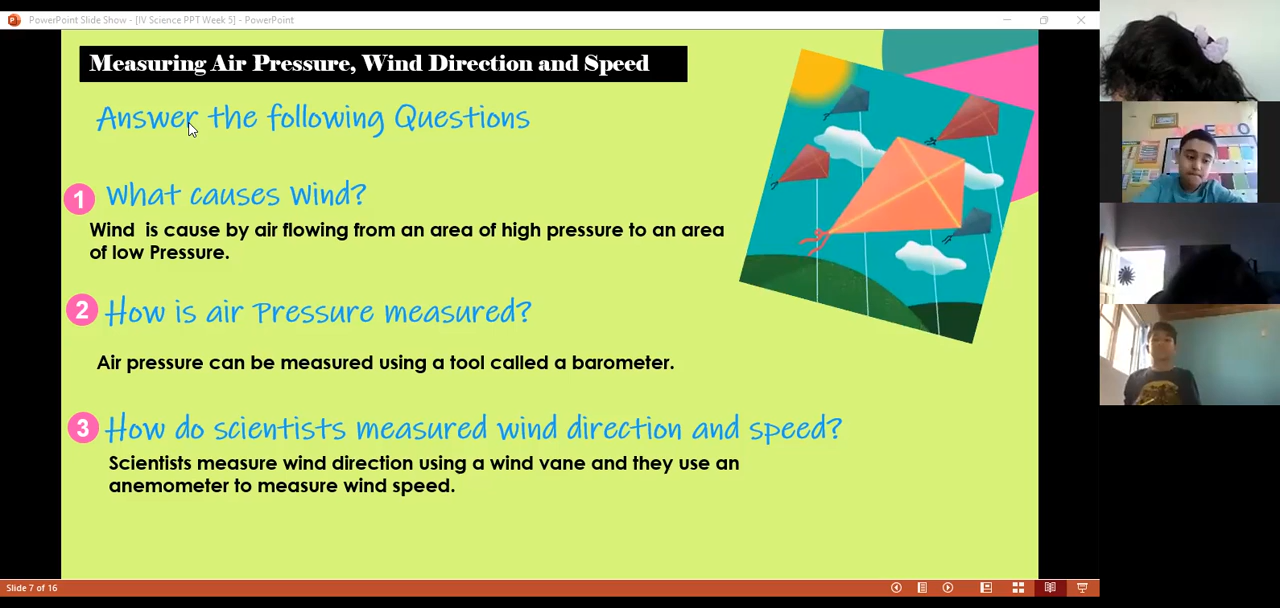 PowerPoint Slide Show - [IV Science PPT Week 5] - PowerPoint
Measuring Air Pressure, Wind Direction and Speed
Answer the following Questions
1 What causes Wind?
Wind is cause by air flowing from an area of high pressure to an area
of low Pressure.
2 How is air Pressure measured?
Air pressure can be measured using a tool called a barometer.
3 How do scientists measured wind direction and speed?
Scientists measure wind direction using a wind vane and they use an
anemometer to measure wind speed.
Slide 7 of 16